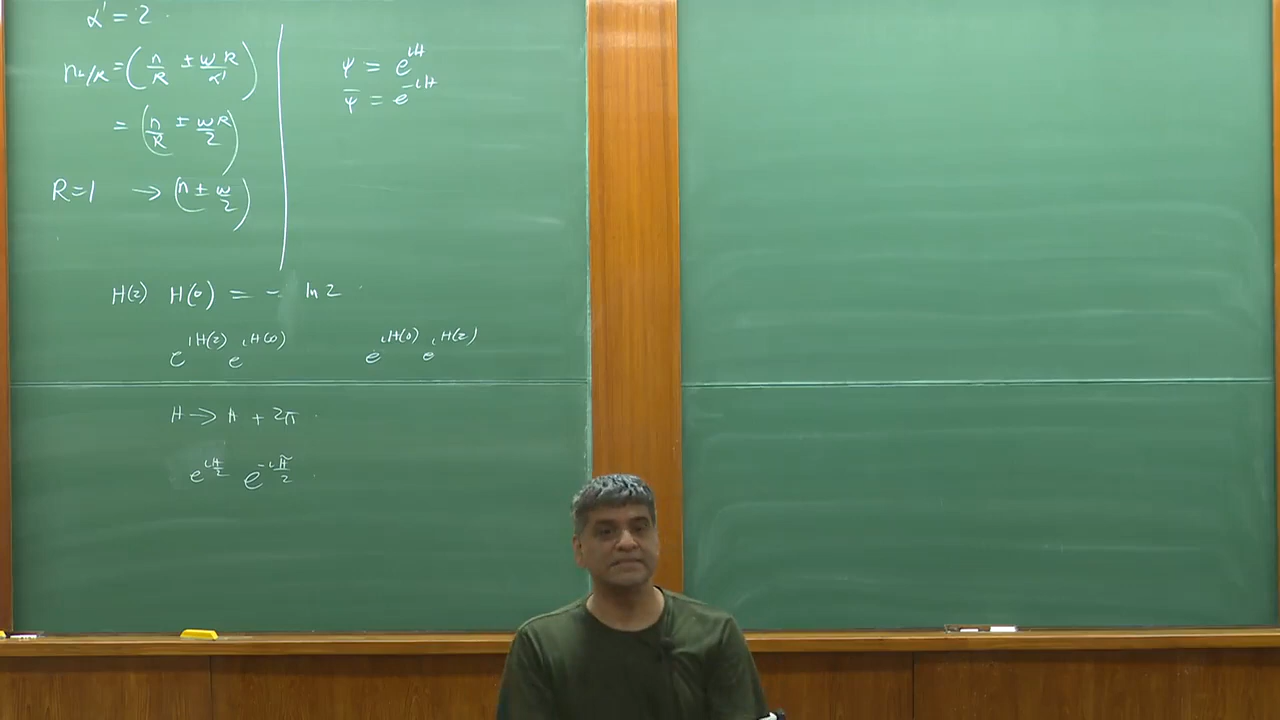 α' = 2 .
n_{L/R} = ( n/R ± wR/α' )
= ( n/R ± wR/2 )
R=1 → ( n ± w/2 )
ψ = e^{iH}
ψ̄ = e^{-iH}
H(z) H(0) = - ln z .
e^{iH(z)} e^{iH(0)} e^{iH(0)} e^{iH(z)}
H → H + 2π .
e^{iH/2} e^{-iH̃/2} .